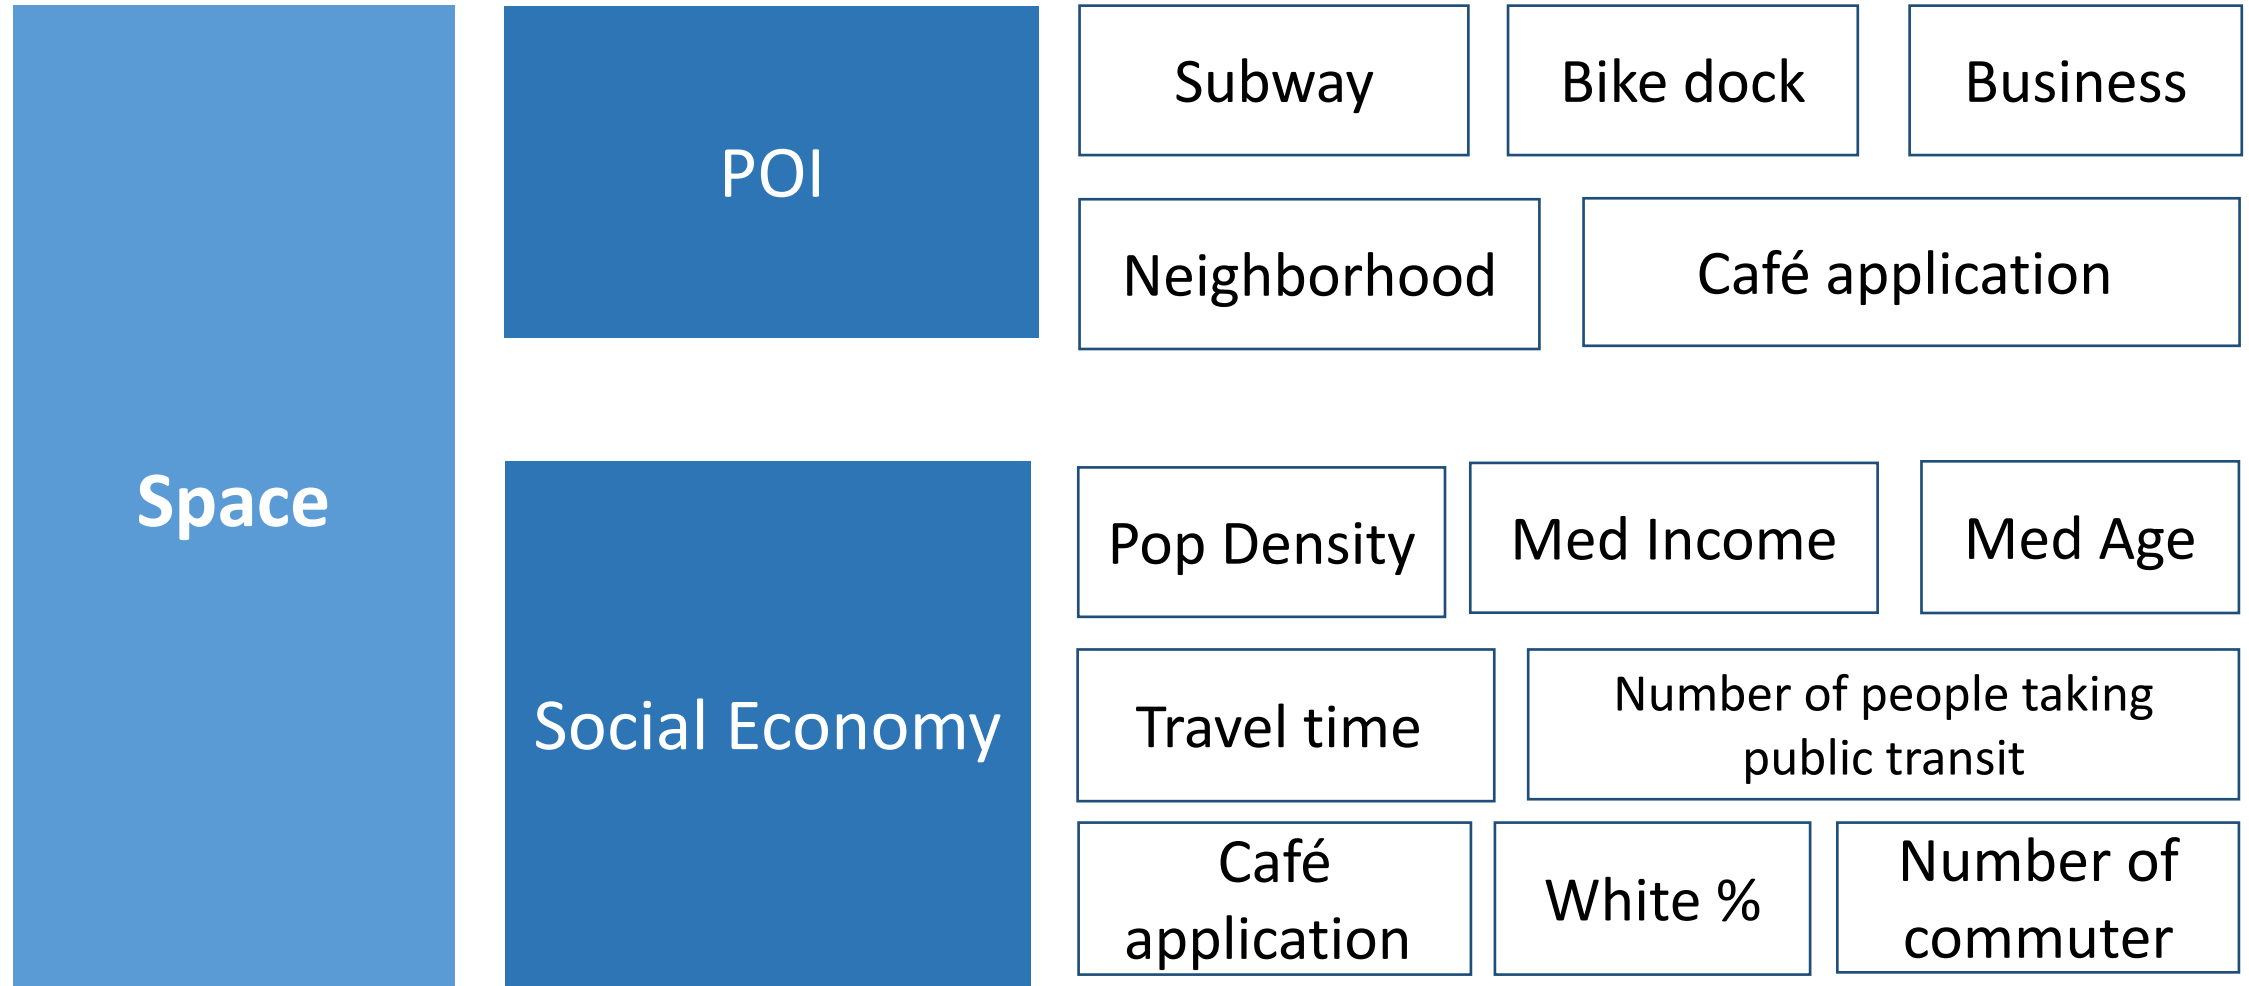 Space
POI
Subway
Bike dock
Business
Neighborhood
Café application
Social Economy
Pop Density
Med Income
Med Age
Travel time
Number of people taking
public transit
Café
application
White %
Number of
commuter